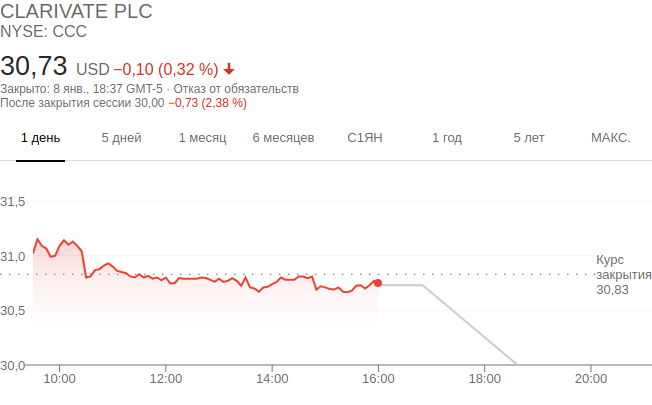 CLARIVATE PLC
NYSE: CCC
30,73 USD −0,10 (0,32 %)
Закрыто: 8 янв., 18:37 GMT-5 · Отказ от обязательств
После закрытия сессии 30,00 −0,73 (2,38 %)
1 день 5 дней 1 месяц 6 месяцев С1ЯН 1 год 5 лет МАКС.
31,5
31,0
30,5
30,0
Курс
закрытия
30,83
10:00 12:00 14:00 16:00 18:00 20:00